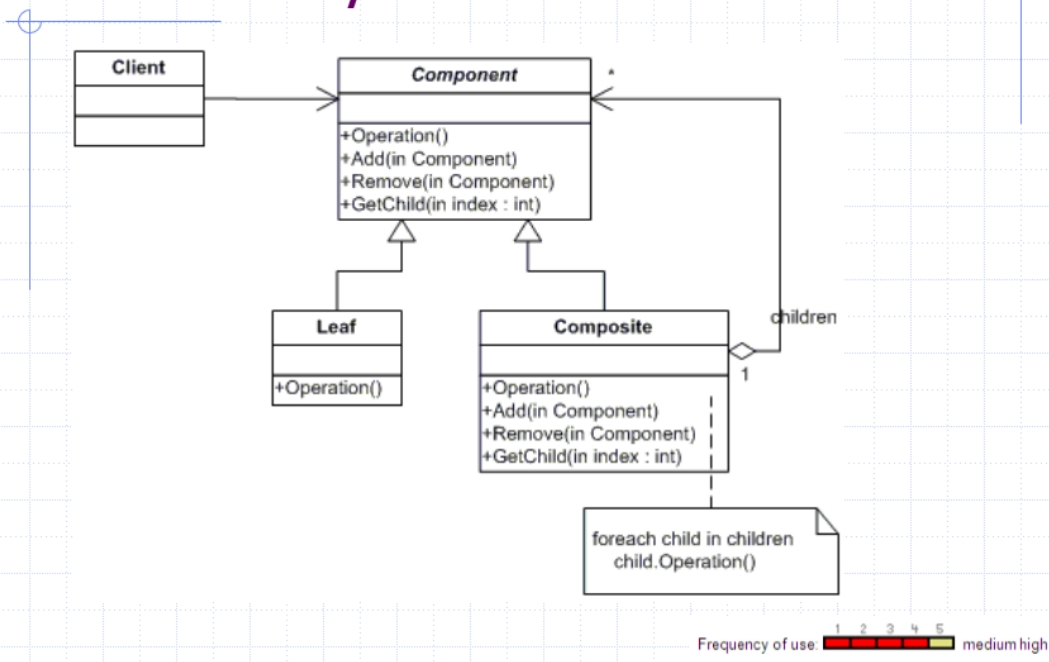 Client
Component
*
+Operation()
+Add(in Component)
+Remove(in Component)
+GetChild(in index : int)
Leaf
+Operation()
Composite
children
1
+Operation()
+Add(in Component)
+Remove(in Component)
+GetChild(in index : int)
foreach child in children
child.Operation()
1 2 3 4 5
Frequency of use: medium high